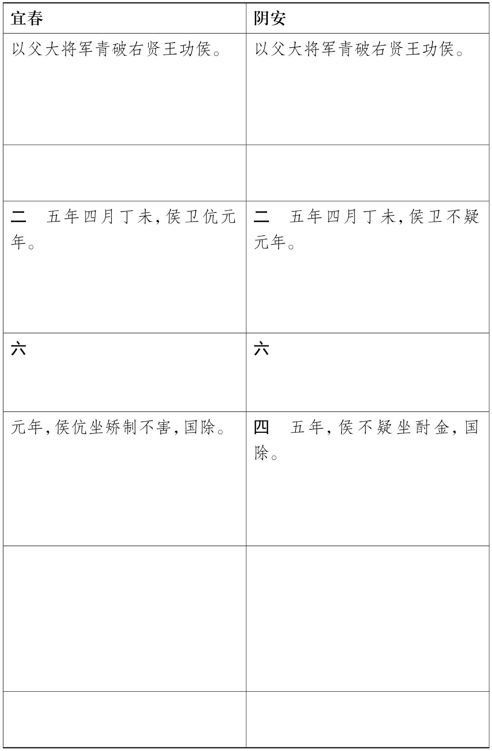 宜春
阴安
以父大将军青破右贤王功侯。
以父大将军青破右贤王功侯。
二　五年四月丁未，侯卫伉元
年。
二　五年四月丁未，侯卫不疑
元年。
六
六
元年，侯伉坐矫制不害，国除。
四　五年，侯不疑坐酎金，国
除。